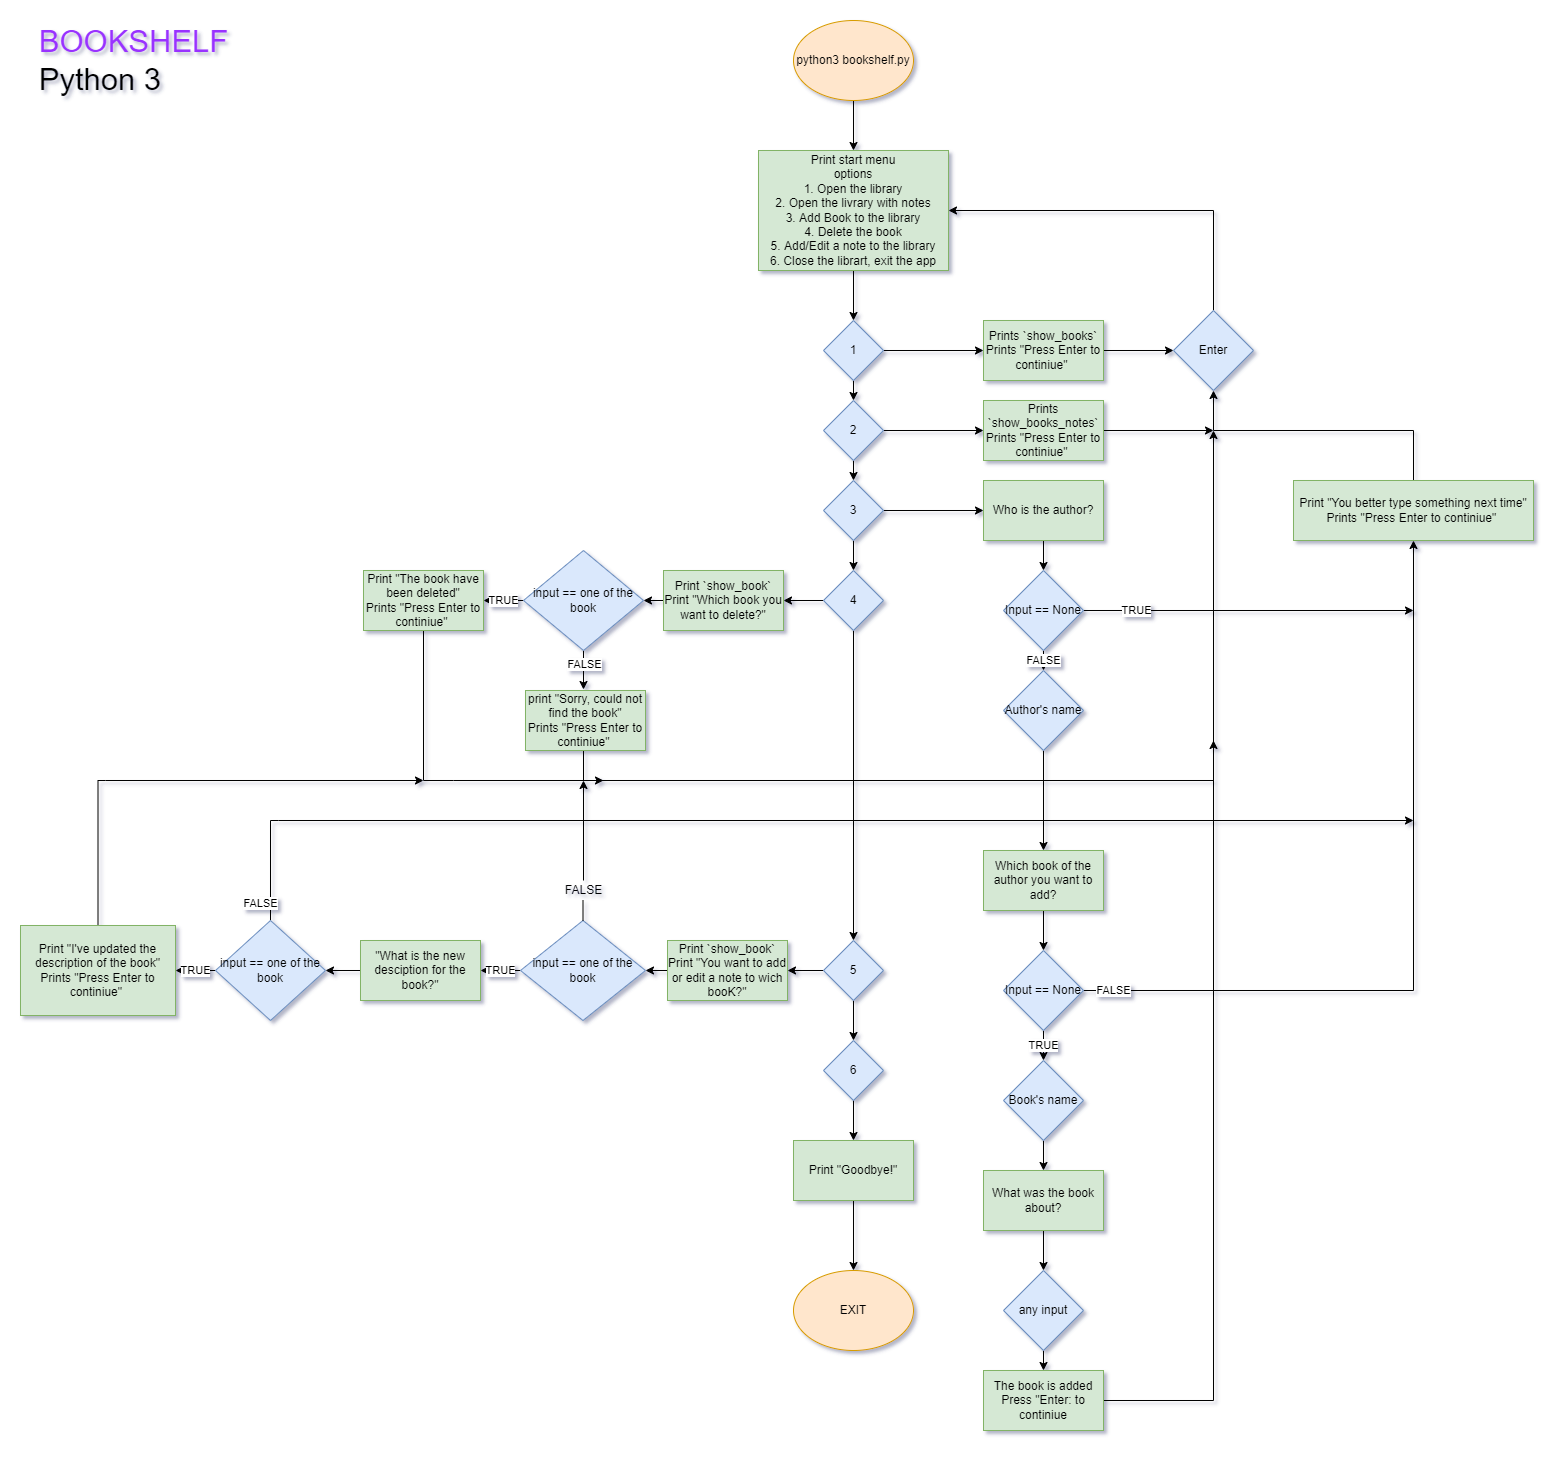 BOOKSHELF
Python 3
python3 bookshelf.py
Print start menu
options
1. Open the library
2. Open the livrary with notes
3. Add Book to the library
4. Delete the book
5. Add/Edit a note to the library
6. Close the librart, exit the app
1
Prints `show_books`
Prints "Press Enter to
continiue"
Enter
2
Prints
`show_books_notes`
Prints "Press Enter to
continiue"
3
Who is the author?
Print "You better type something next time"
Prints "Press Enter to continiue"
Print "The book have
been deleted"
Prints "Press Enter to
continiue"
TRUE
input == one of the
book
Print `show_book`
Print "Which book you
want to delete?"
4
Input == None
TRUE
FALSE
FALSE
print "Sorry, could not
find the book"
Prints "Press Enter to
continiue"
Author's name
Which book of the
author you want to
add?
FALSE
FALSE
Print "I've updated the
description of the book"
Prints "Press Enter to
continiue"
TRUE
input == one of the
book
"What is the new
desciption for the
book?"
TRUE
input == one of the
book
Print `show_book`
Print "You want to add
or edit a note to wich
booK?"
5
Input == None
FALSE
TRUE
6
Book's name
Print "Goodbye!"
What was the book
about?
EXIT
any input
The book is added
Press "Enter: to
continiue